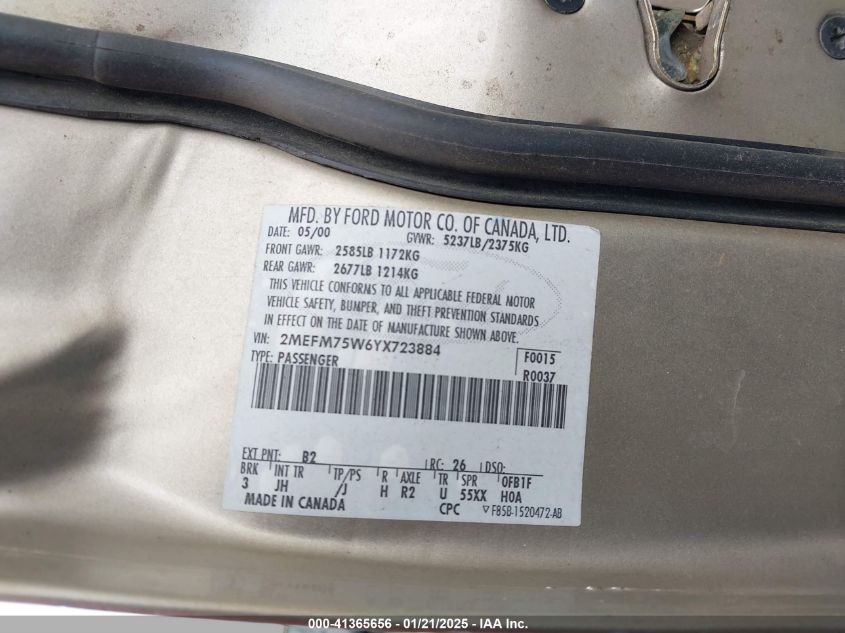 MFD. BY FORD MOTOR CO. OF CANADA, LTD.
DATE: 05/00 GVWR: 5237LB/2375KG
FRONT GAWR: 2585LB 1172KG
REAR GAWR: 2677LB 1214KG
THIS VEHICLE CONFORMS TO ALL APPLICABLE FEDERAL MOTOR
VEHICLE SAFETY, BUMPER, AND THEFT PREVENTION STANDARDS
IN EFFECT ON THE DATE OF MANUFACTURE SHOWN ABOVE.
VIN: 2MEFM75W6YX723884 F0015
TYPE: PASSENGER R0037
EXT PNT: B2 RC: 26 DSO:
BRK INT TR TP/PS R AXLE TR SPR 0FB1F
3 JH /J H R2 U 55XX H0A
MADE IN CANADA CPC F85B-1520472-AB
000-41365656 / 01/21/2025 - IAA Inc.